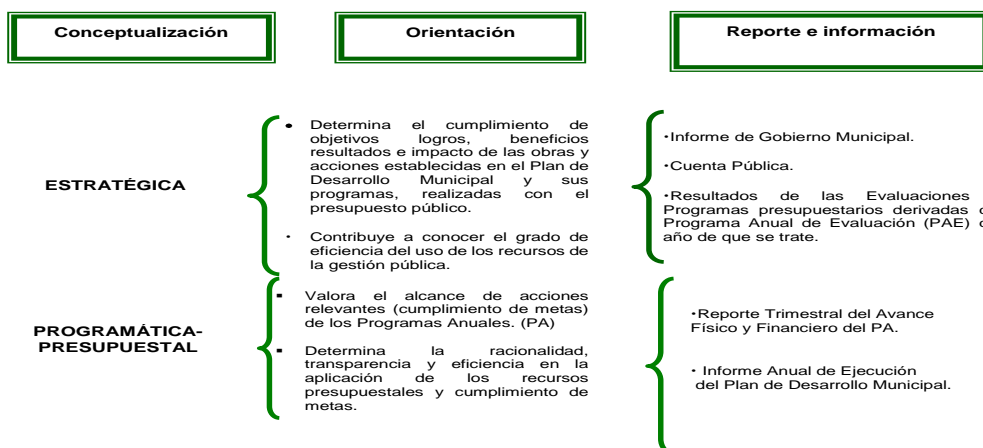 Conceptualización
Orientación
Reporte e información
ESTRATÉGICA
• Determina el cumplimiento de
objetivos logros, beneficios
resultados e impacto de las obras y
acciones establecidas en el Plan de
Desarrollo Municipal y sus
programas, realizadas con el
presupuesto público.
· Contribuye a conocer el grado de
eficiencia del uso de los recursos de
la gestión pública.
·Informe de Gobierno Municipal.
·Cuenta Pública.
·Resultados de las Evaluaciones
Programas presupuestarios derivadas
Programa Anual de Evaluación (PAE)
año de que se trate.
PROGRAMÁTICA-
PRESUPUESTAL
▪ Valora el alcance de acciones
relevantes (cumplimiento de metas)
de los Programas Anuales. (PA)
▪ Determina la racionalidad,
transparencia y eficiencia en la
aplicación de los recursos
presupuestales y cumplimiento de
metas.
·Reporte Trimestral del Avance
Físico y Financiero del PA.
· Informe Anual de Ejecución
del Plan de Desarrollo Municipal.